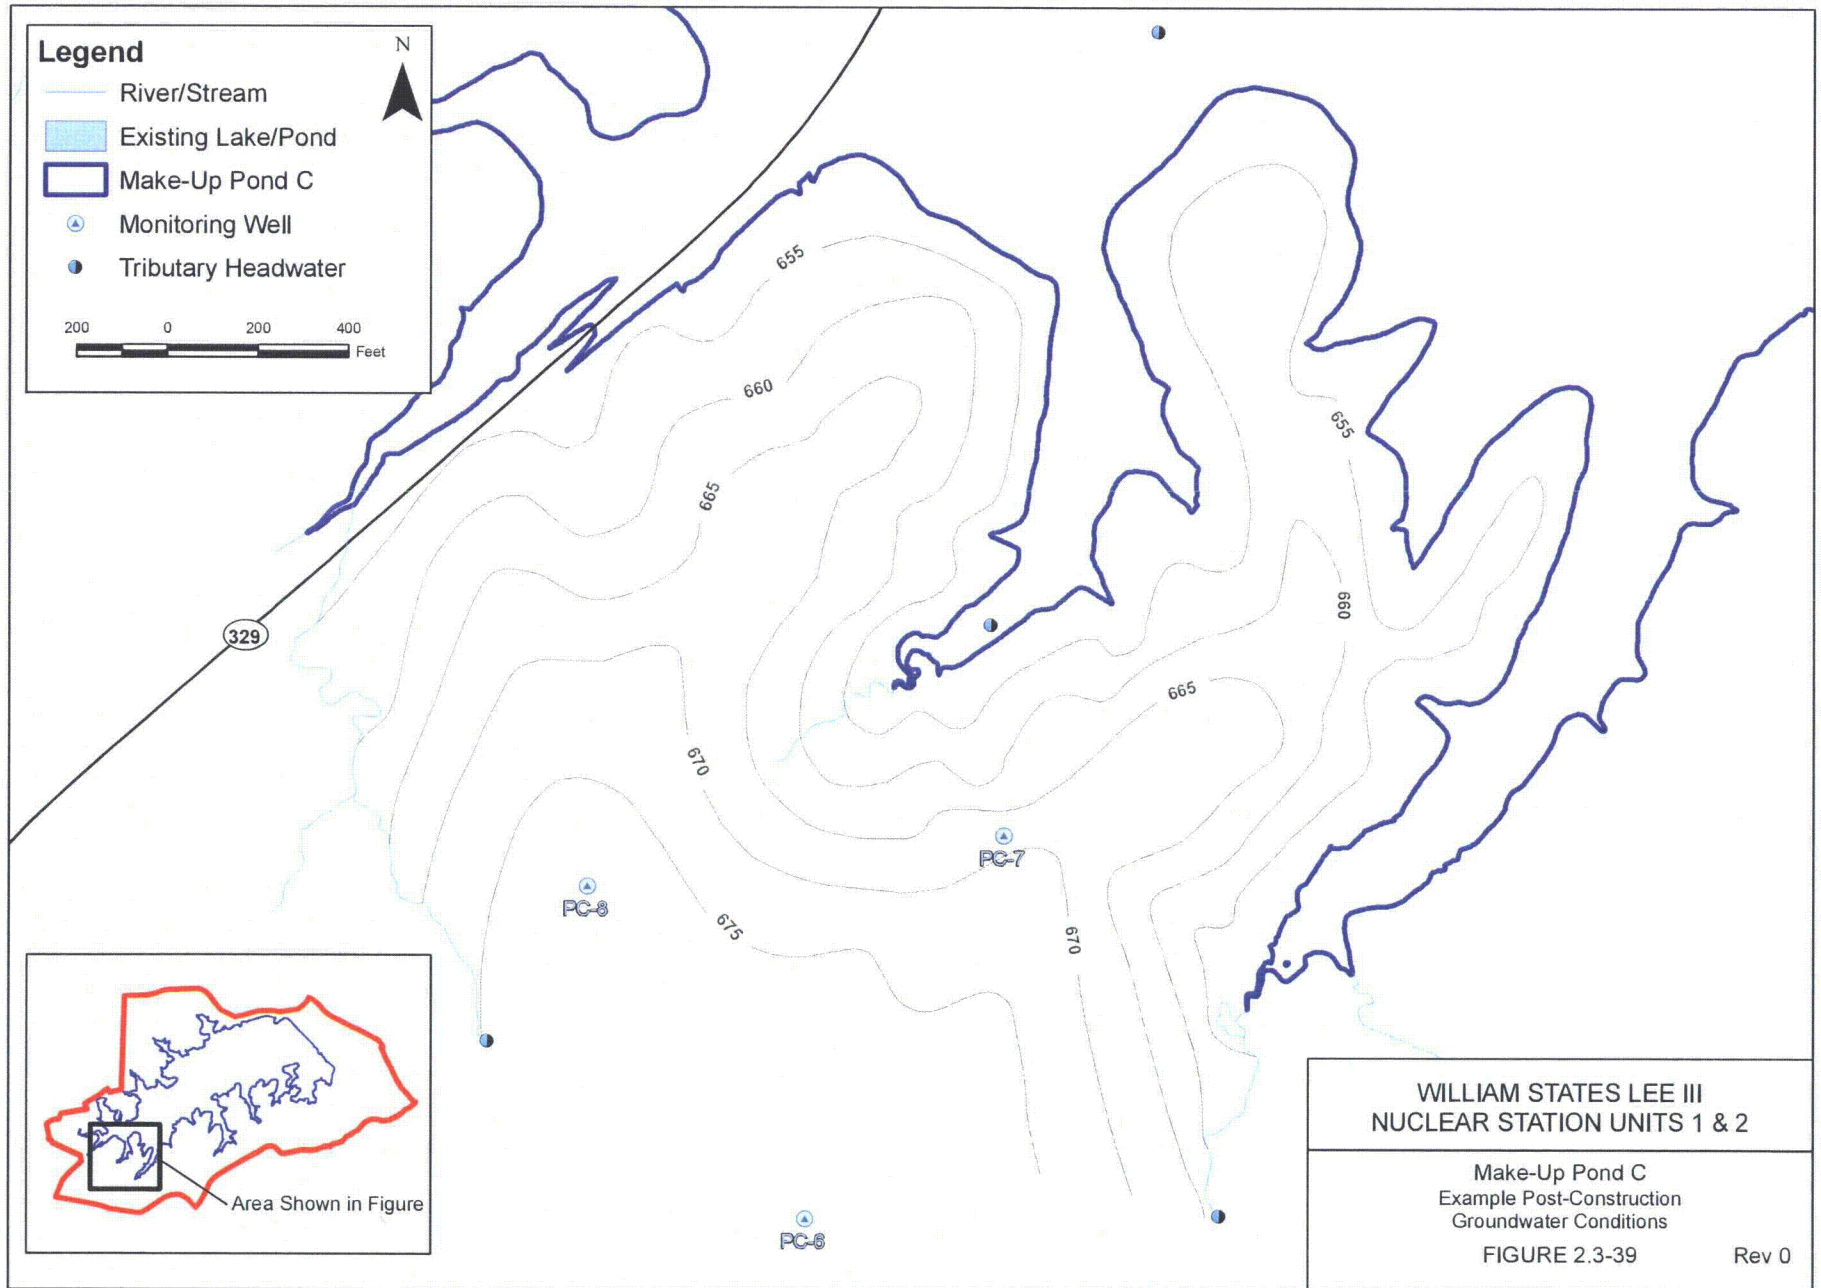 Legend
N
River/Stream
Existing Lake/Pond
Make-Up Pond C
Monitoring Well
Tributary Headwater
200 0 200 400
Feet
655
660
665
655
660
665
329
670
PC-7
PC-8
675
670
PC-6
Area Shown in Figure
WILLIAM STATES LEE III
NUCLEAR STATION UNITS 1 & 2
Make-Up Pond C
Example Post-Construction
Groundwater Conditions
FIGURE 2.3-39 Rev 0